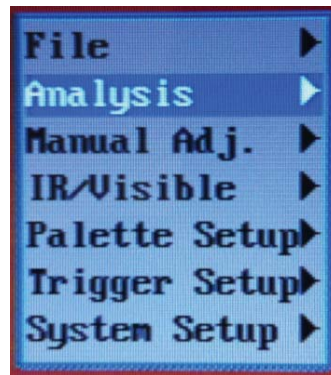 File
Analysis
Manual Adj.
IR/Visible
Palette Setup
Trigger Setup
System Setup